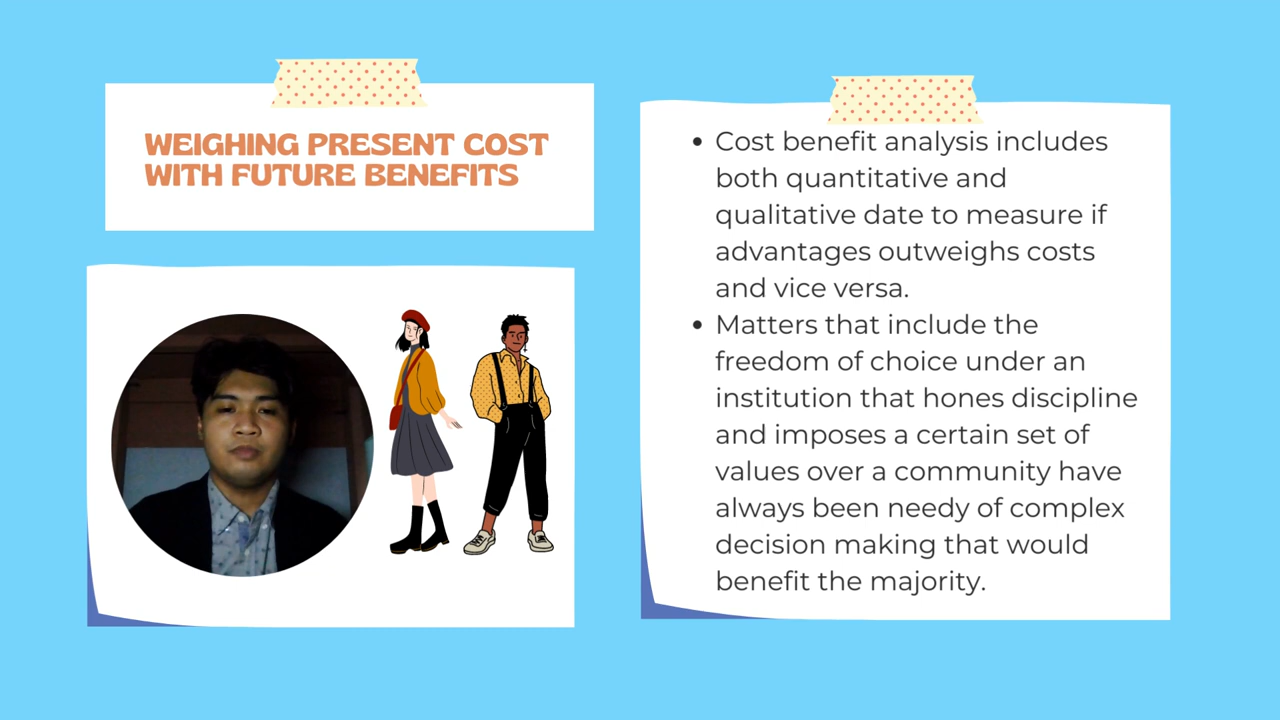 WEIGHING PRESENT COST
WITH FUTURE BENEFITS
• Cost benefit analysis includes
both quantitative and
qualitative date to measure if
advantages outweighs costs
and vice versa.
• Matters that include the
freedom of choice under an
institution that hones discipline
and imposes a certain set of
values over a community have
always been needy of complex
decision making that would
benefit the majority.